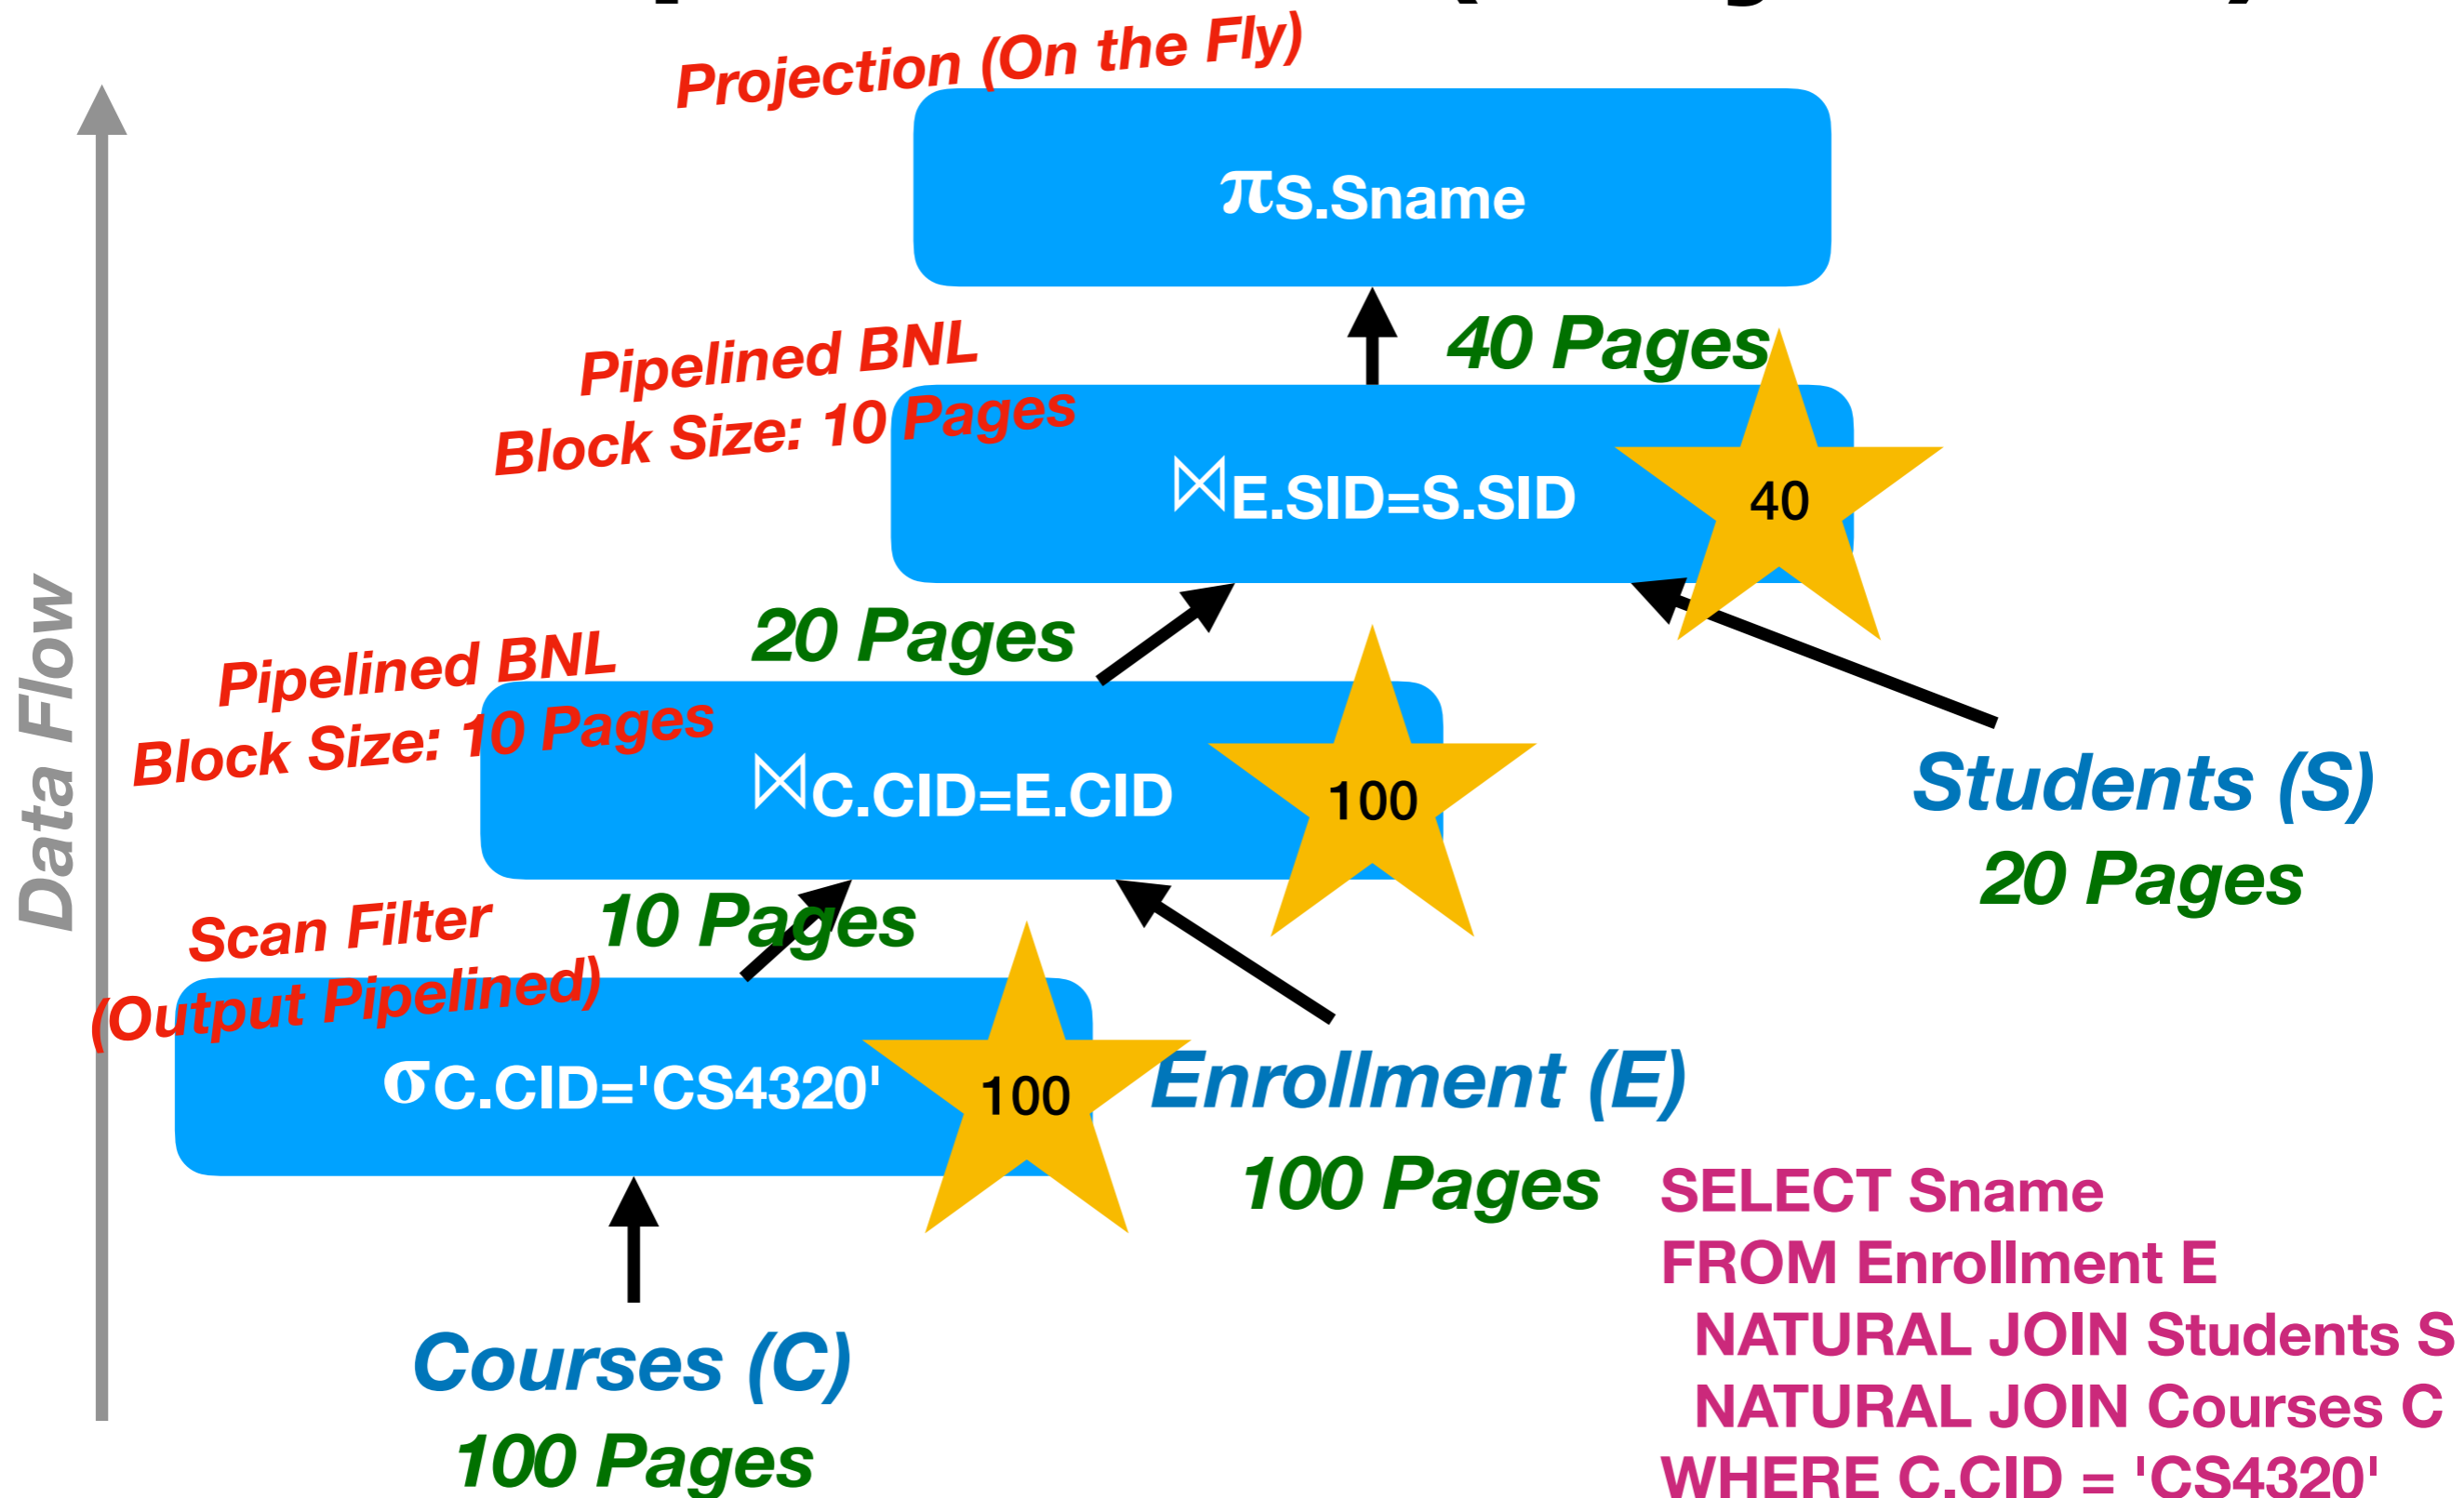 Projection (On the Fly)
πS.Sname
40 Pages
Pipelined BNL
Block Size: 10 Pages
⋈E.SID=S.SID
40
20 Pages
Students (S)
20 Pages
Pipelined BNL
Block Size: 10 Pages
⋈C.CID=E.CID
100
Data Flow
10 Pages
Scan Filter
(Output Pipelined)
σC.CID='CS4320'
100
Enrollment (E)
100 Pages
Courses (C)
100 Pages
SELECT Sname
FROM Enrollment E
NATURAL JOIN Students S
NATURAL JOIN Courses C
WHERE C.CID = 'CS4320'